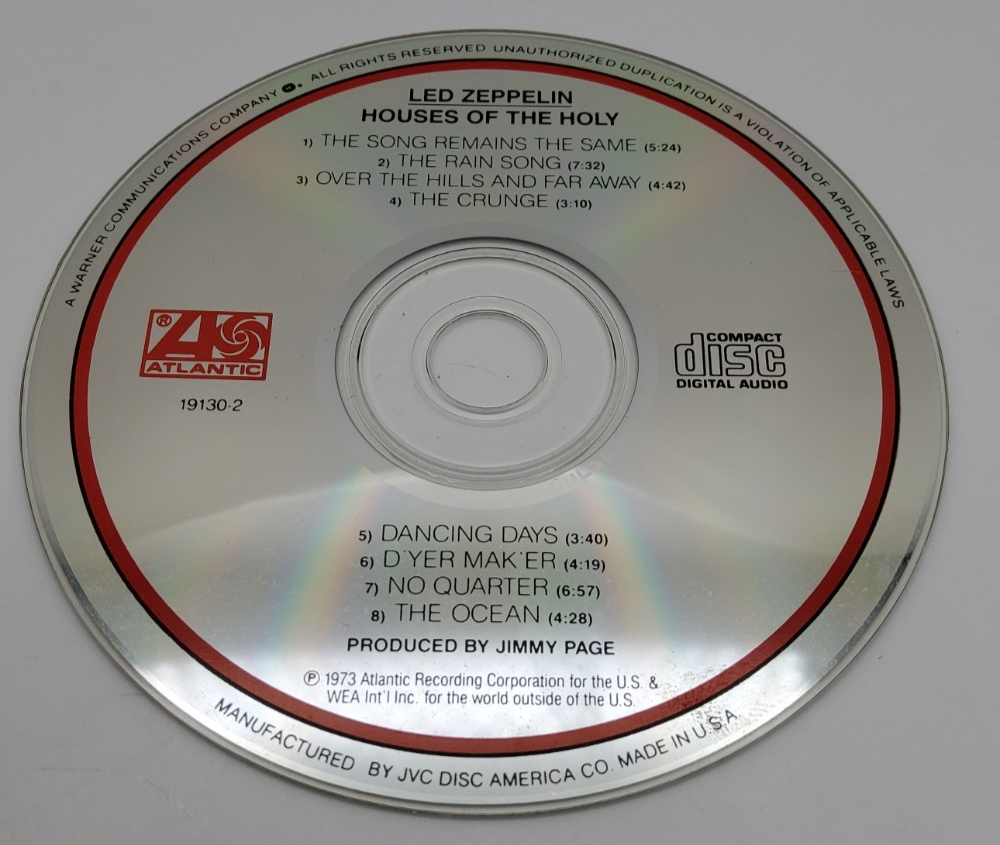 A WARNER COMMUNICATIONS COMPANY ALL RIGHTS RESERVED UNAUTHORIZED DUPLICATION IS A VIOLATION OF APPLICABLE LAWS
LED ZEPPELIN
HOUSES OF THE HOLY
1) THE SONG REMAINS THE SAME (5:24)
2) THE RAIN SONG (7:32)
3) OVER THE HILLS AND FAR AWAY (4:42)
4) THE CRUNGE (3:10)
®
ATLANTIC
19130-2
COMPACT
disc
DIGITAL AUDIO
5) DANCING DAYS (3:40)
6) D'YER MAK'ER (4:19)
7) NO QUARTER (6:57)
8) THE OCEAN (4:28)
PRODUCED BY JIMMY PAGE
℗ 1973 Atlantic Recording Corporation for the U.S. &
WEA Int'l Inc. for the world outside of the U.S.
MANUFACTURED BY JVC DISC AMERICA CO. MADE IN U.S.A.